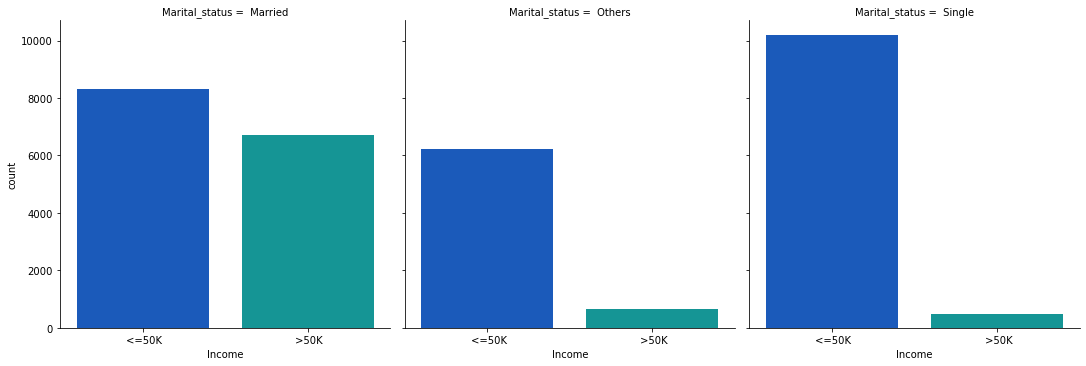 Marital_status = Married
Marital_status = Others
Marital_status = Single
count
10000
8000
6000
4000
2000
0
<=50K
>50K
<=50K
>50K
<=50K
>50K
Income
Income
Income